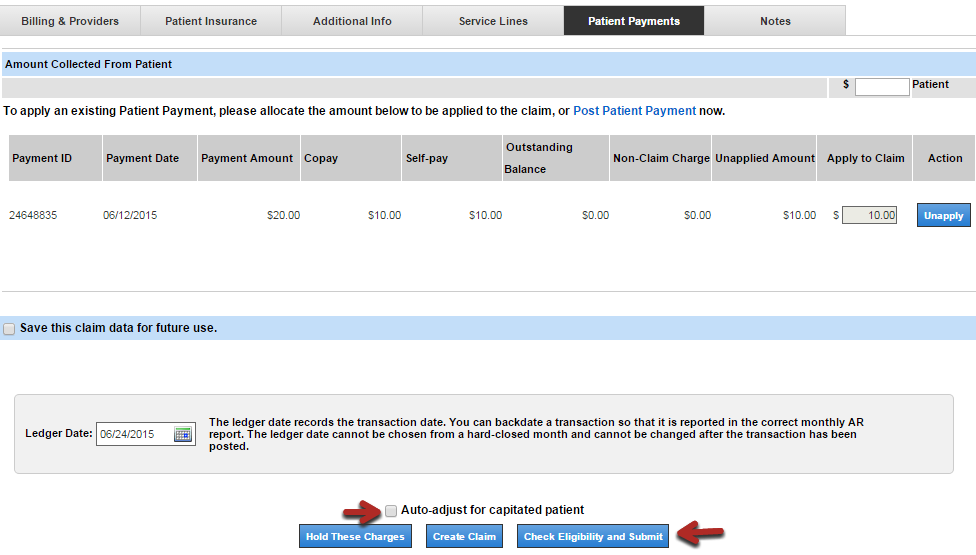 Billing & Providers Patient Insurance Additional Info Service Lines Patient Payments Notes
Amount Collected From Patient
$ Patient
To apply an existing Patient Payment, please allocate the amount below to be applied to the claim, or Post Patient Payment now.
Payment ID Payment Date Payment Amount Copay Self-pay Outstanding Balance Non-Claim Charge Unapplied Amount Apply to Claim Action
24648835 06/12/2015 $20.00 $10.00 $10.00 $0.00 $0.00 $10.00 $ 10.00 Unapply
Save this claim data for future use.
Ledger Date: 06/24/2015
The ledger date records the transaction date. You can backdate a transaction so that it is reported in the correct monthly AR
report. The ledger date cannot be chosen from a hard-closed month and cannot be changed after the transaction has been
posted.
Auto-adjust for capitated patient
Hold These Charges Create Claim Check Eligibility and Submit